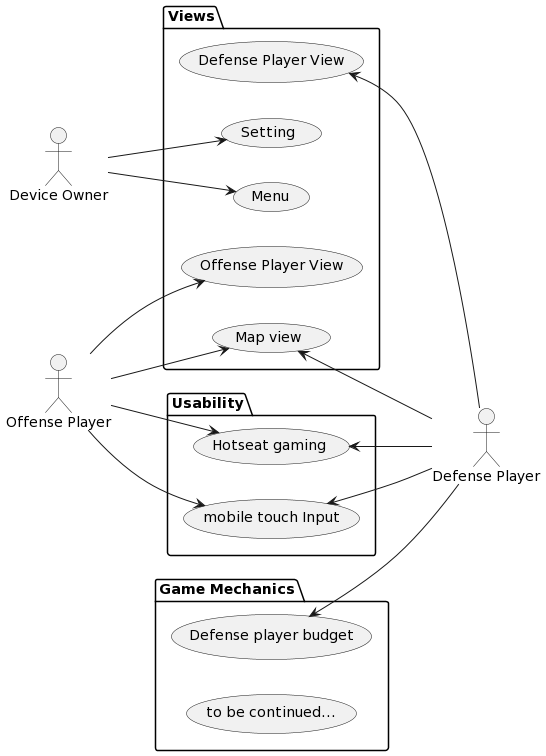 Views
Defense Player View
Setting
Device Owner
Menu
Offense Player View
Map view
Offense Player
Usability
Hotseat gaming
Defense Player
mobile touch Input
Game Mechanics
Defense player budget
to be continued...